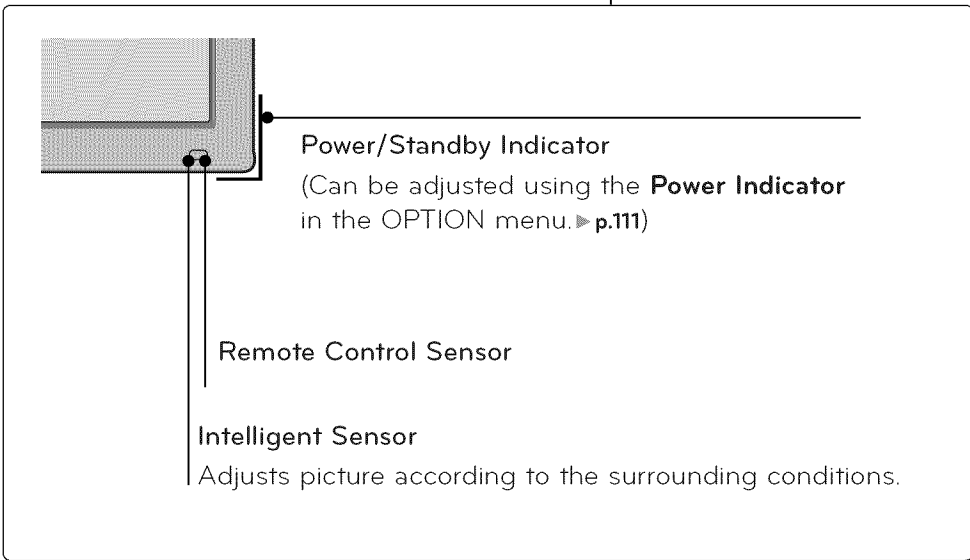 Power/Standby Indicator
(Can be adjusted using the Power Indicator
in the OPTION menu. ► p.111)
Remote Control Sensor
Intelligent Sensor
Adjusts picture according to the surrounding conditions.